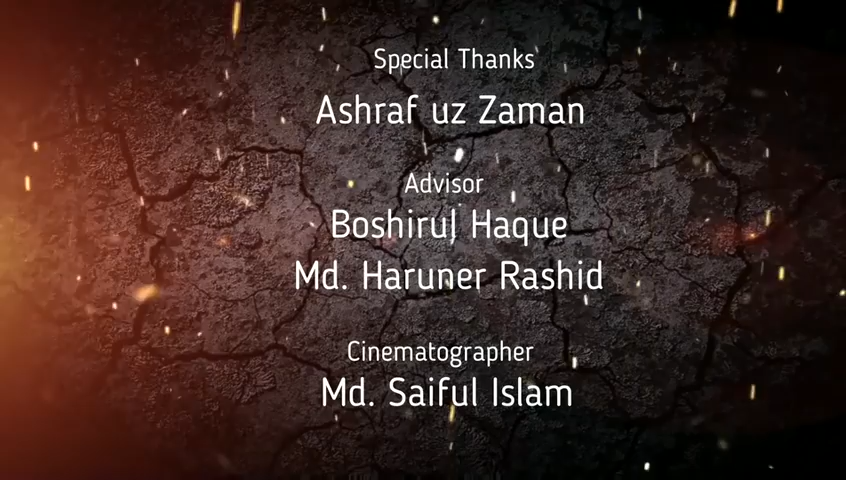 Special Thanks
Ashraf uz Zaman
Advisor
Boshirul Haque
Md. Haruner Rashid
Cinematographer
Md. Saiful Islam